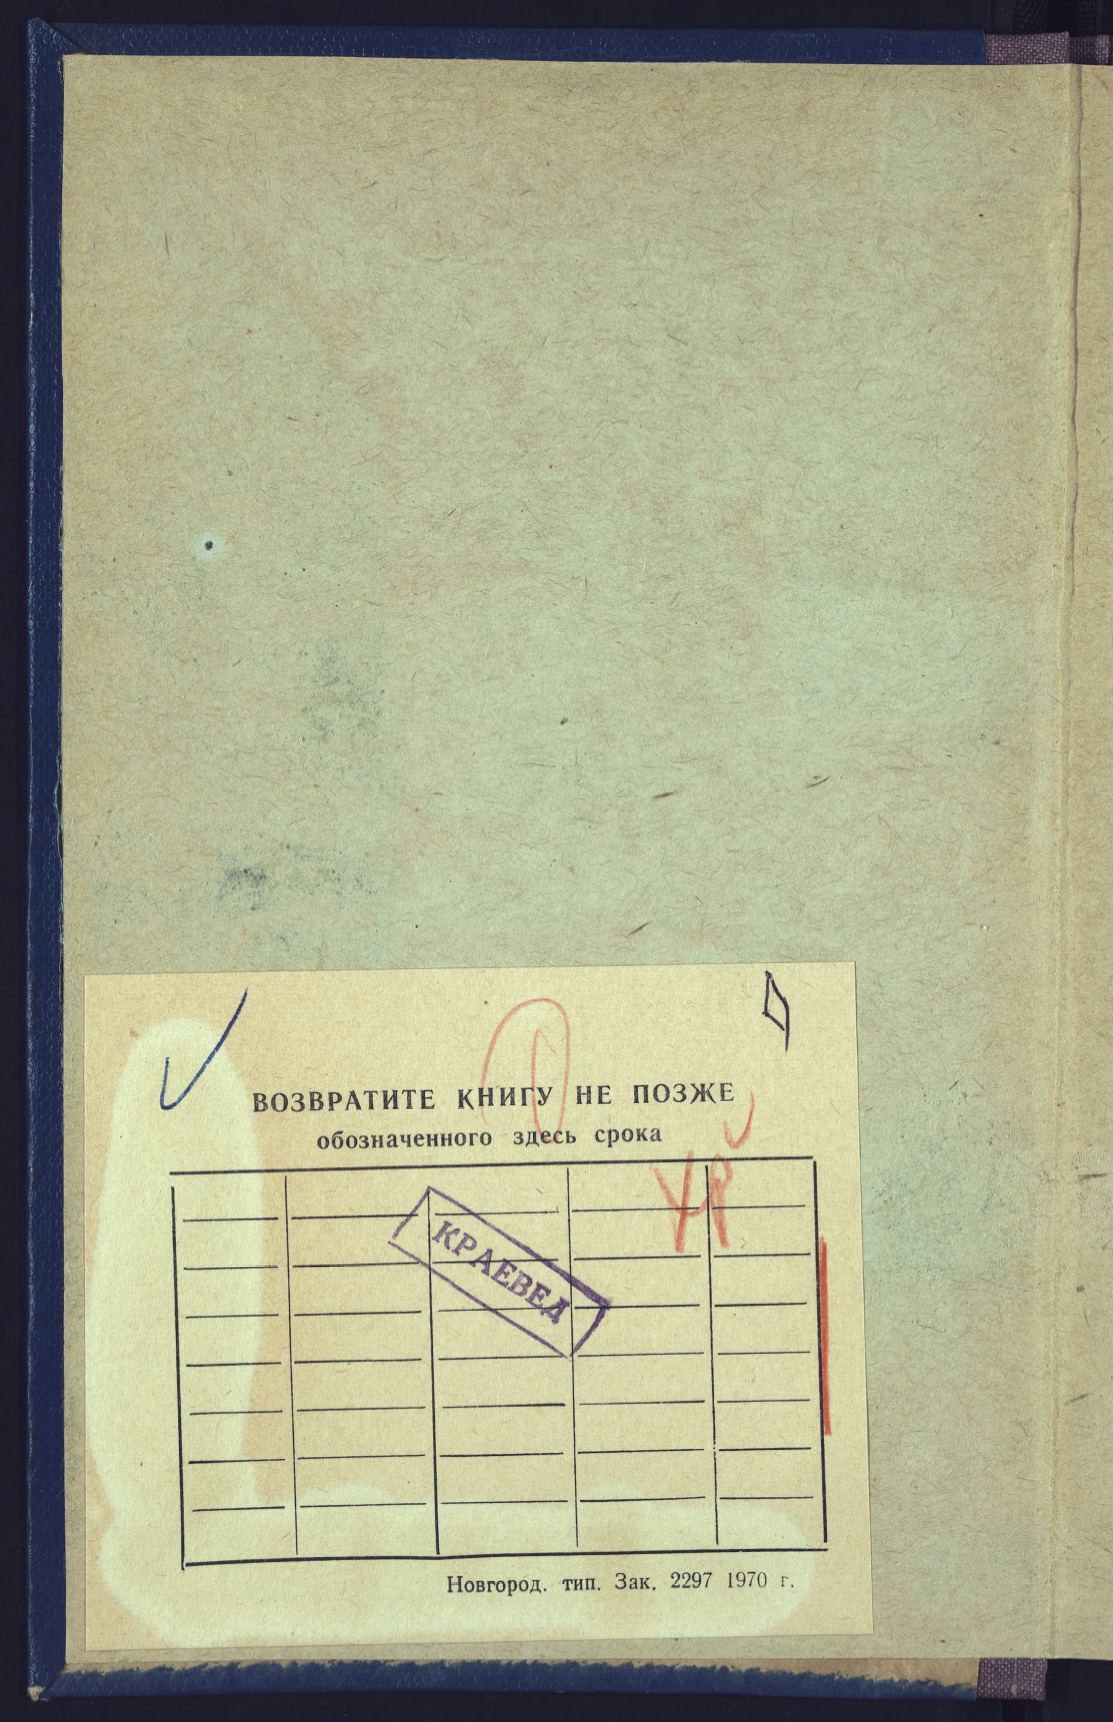 ВОЗВРАТИТЕ КНИГУ НЕ ПОЗЖЕ
обозначенного здесь срока
КРАЕВЕД
Новгород. тип. Зак. 2297 1970 г.